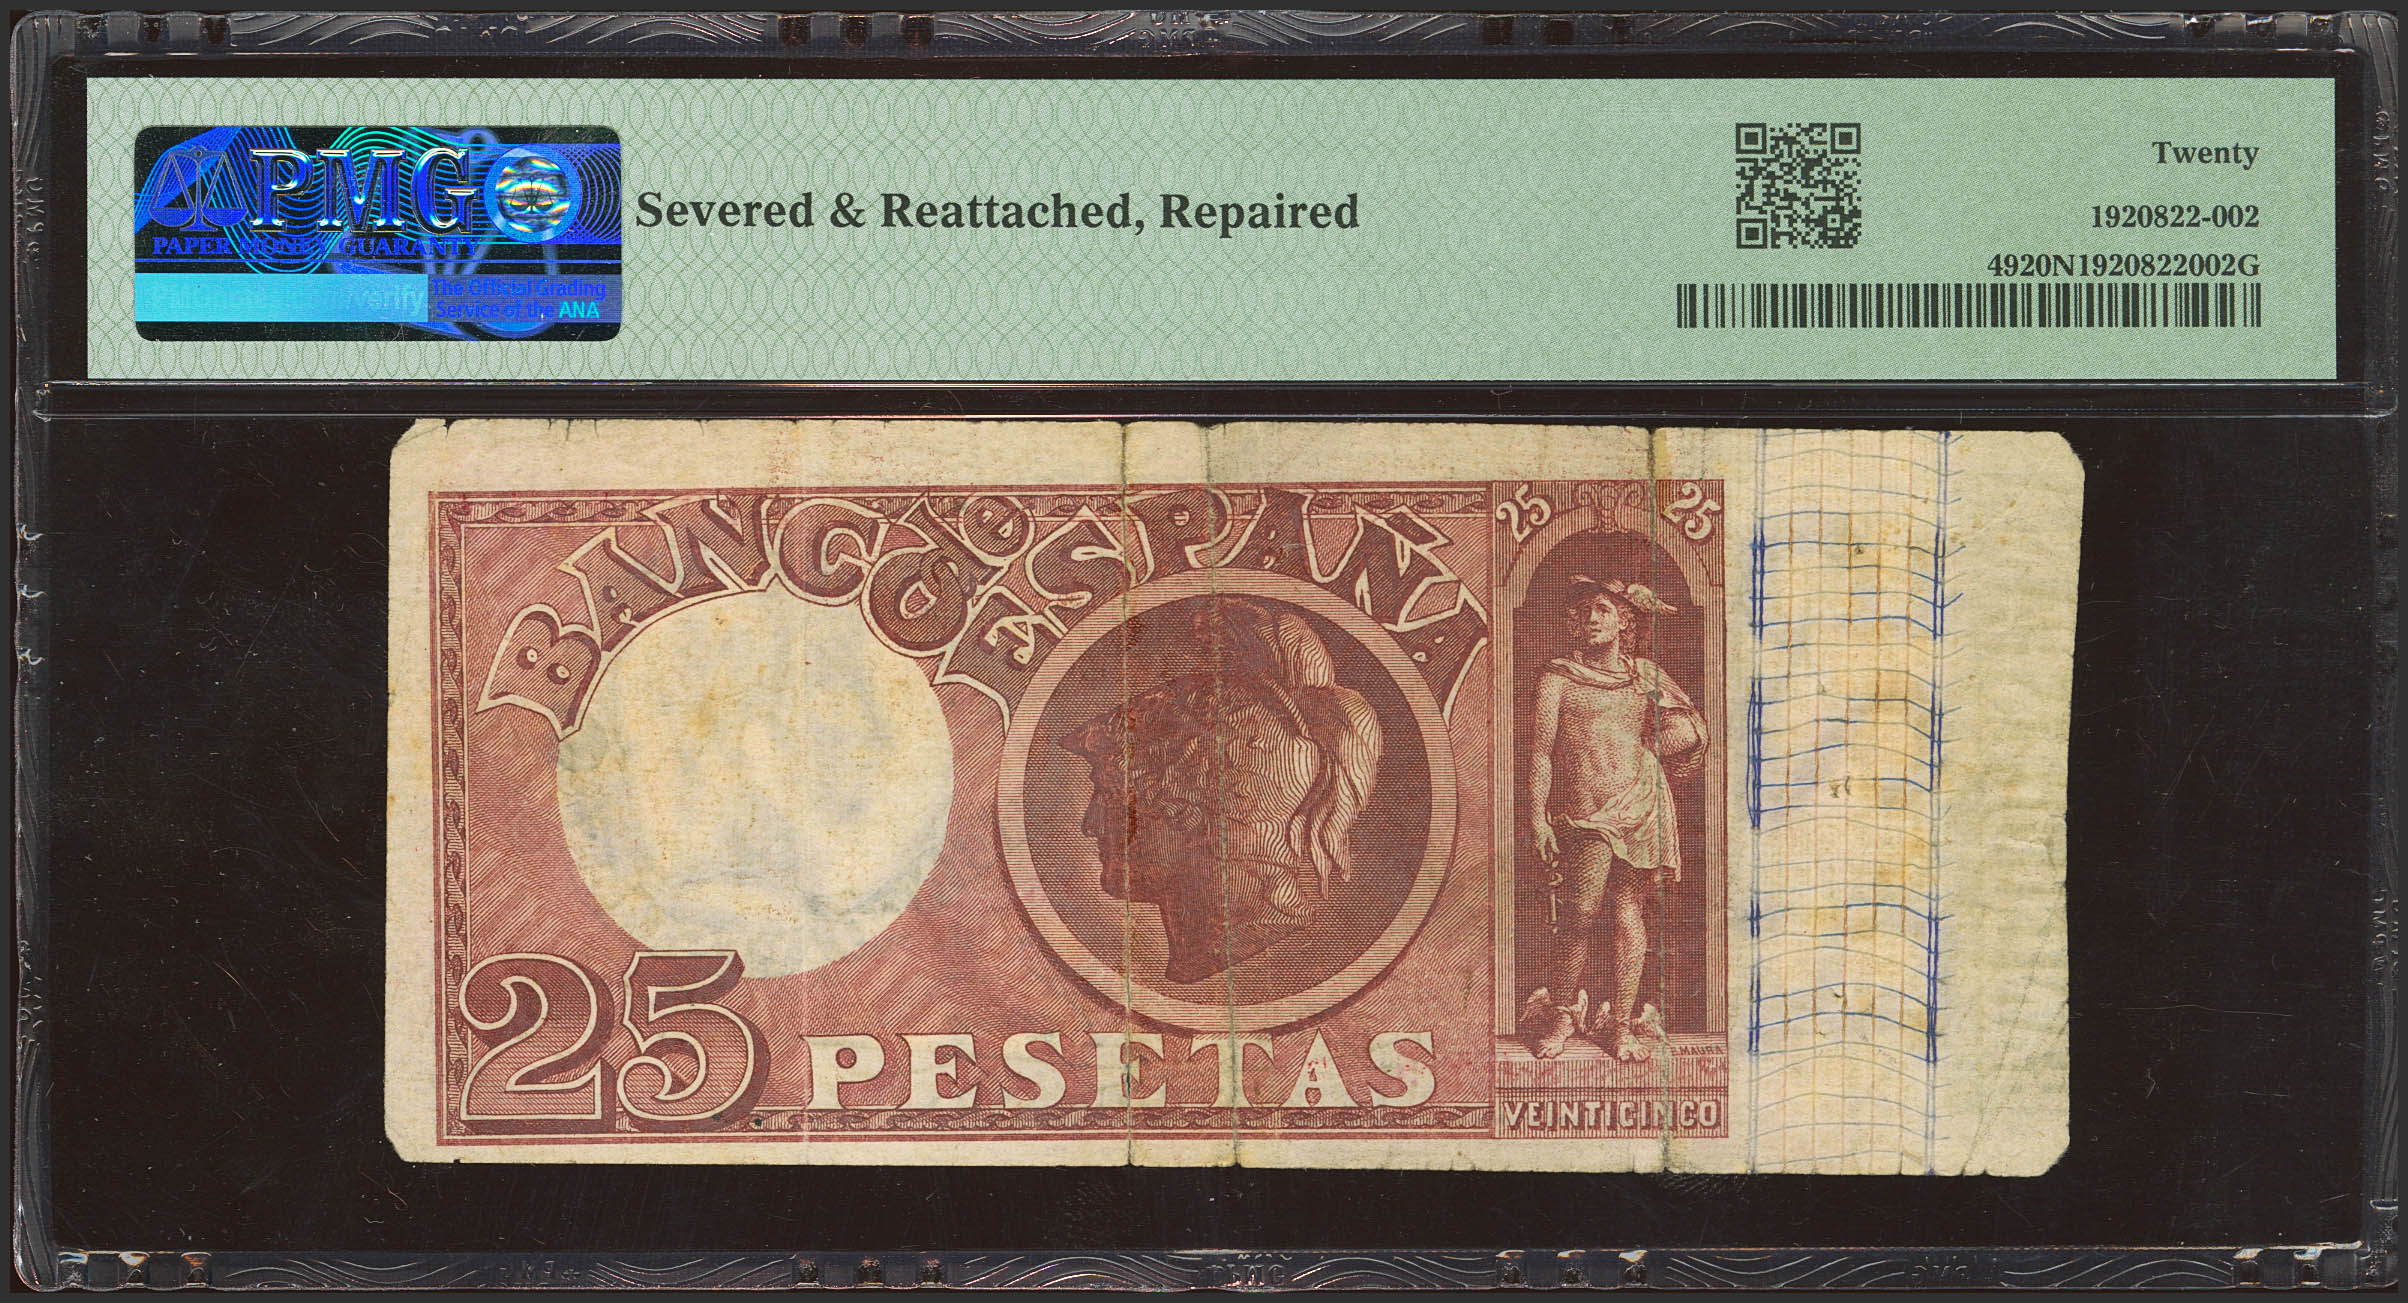 PMG
PAPER MONEY GUARANTY
verify
The Official Grading
Service of the ANA
Severed & Reattached, Repaired
Twenty
1920822-002
4920N1920822002G
BANCO de ESPAÑA
25 25
25 PESETAS
B.MAURA
VEINTICINCO